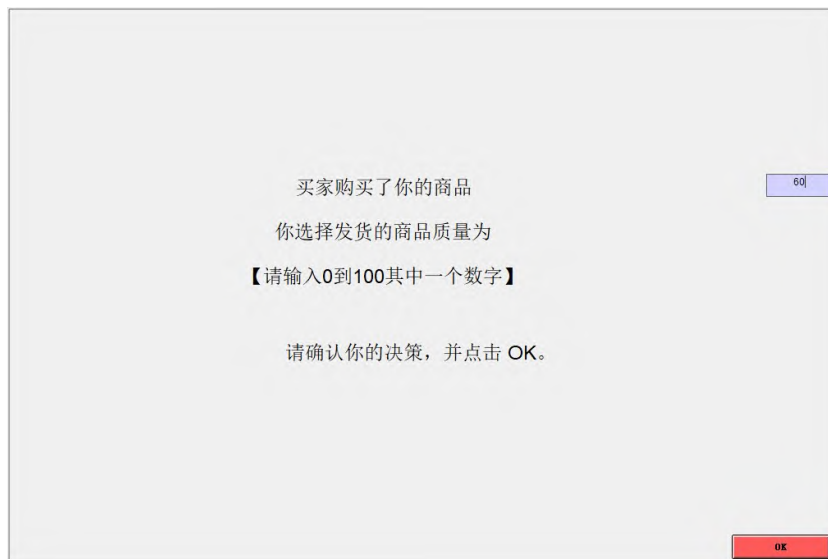 买家购买了你的商品
60
你选择发货的商品质量为
【请输入0到100其中一个数字】
请确认你的决策，并点击 OK。
OK